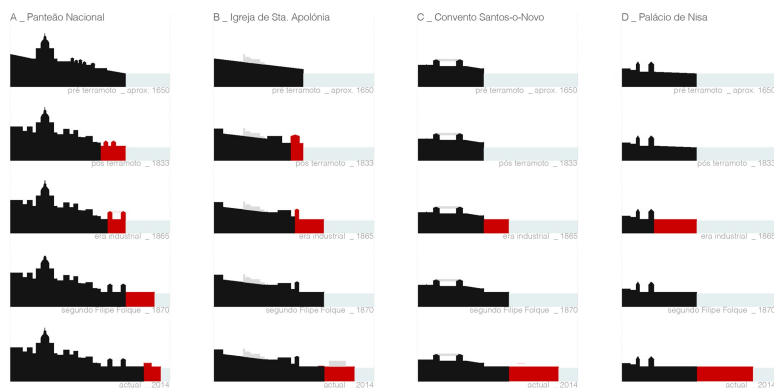 A _ Panteão Nacional
B _ Igreja de Sta. Apolónia
C _ Convento Santos-o-Novo
D _ Palácio de Nisa
pré terramoto _ aprox. 1650
pré terramoto _ aprox. 1650
pré terramoto _ aprox. 1650
pré terramoto _ aprox. 1650
pós terramoto _ 1833
pós terramoto _ 1833
pós terramoto _ 1833
pós terramoto _ 1833
era industrial _ 1865
era industrial _ 1865
era industrial _ 1865
era industrial _ 1865
segundo Filipe Folque _ 1870
segundo Filipe Folque _ 1870
segundo Filipe Folque _ 1870
segundo Filipe Folque _ 1870
actual _ 2014
actual _ 2014
actual _ 2014
actual _ 2014